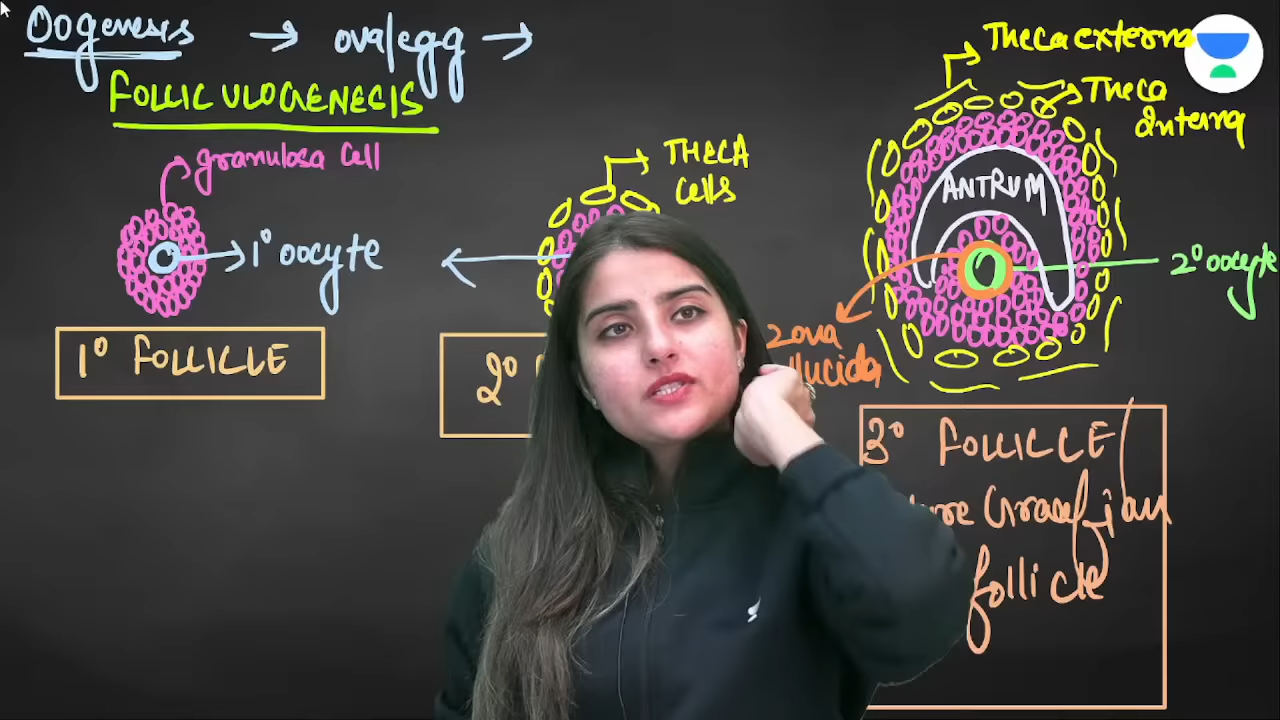 Oogenesis → ova/egg →
FOLLICULOGENESIS
granulosa cell
1° oocyte
1° FOLLICLE
THECA
cells
2°
Theca externa
Theca
Interna
ANTRUM
2° oocyte
zona
llucida
3° FOLLICLE/
Graafian
follicle